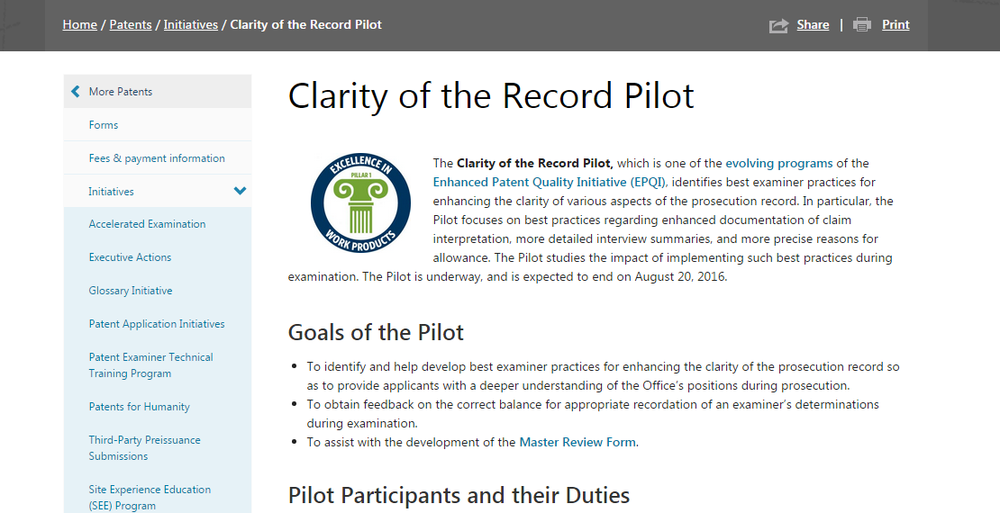 Home / Patents / Initiatives / Clarity of the Record Pilot
Share | Print
More Patents
Forms
Fees & payment information
Initiatives
Accelerated Examination
Executive Actions
Glossary Initiative
Patent Application Initiatives
Patent Examiner Technical
Training Program
Patents for Humanity
Third-Party Preissuance
Submissions
Site Experience Education
(SEE) Program
Clarity of the Record Pilot
EXCELLENCE IN
PILLAR 1
WORK PRODUCTS
The Clarity of the Record Pilot, which is one of the evolving programs of the
Enhanced Patent Quality Initiative (EPQI), identifies best examiner practices for
enhancing the clarity of various aspects of the prosecution record. In particular, the
Pilot focuses on best practices regarding enhanced documentation of claim
interpretation, more detailed interview summaries, and more precise reasons for
allowance. The Pilot studies the impact of implementing such best practices during
examination. The Pilot is underway, and is expected to end on August 20, 2016.
Goals of the Pilot
• To identify and help develop best examiner practices for enhancing the clarity of the prosecution record so
as to provide applicants with a deeper understanding of the Office's positions during prosecution.
• To obtain feedback on the correct balance for appropriate recordation of an examiner's determinations
during examination.
• To assist with the development of the Master Review Form.
Pilot Participants and their Duties